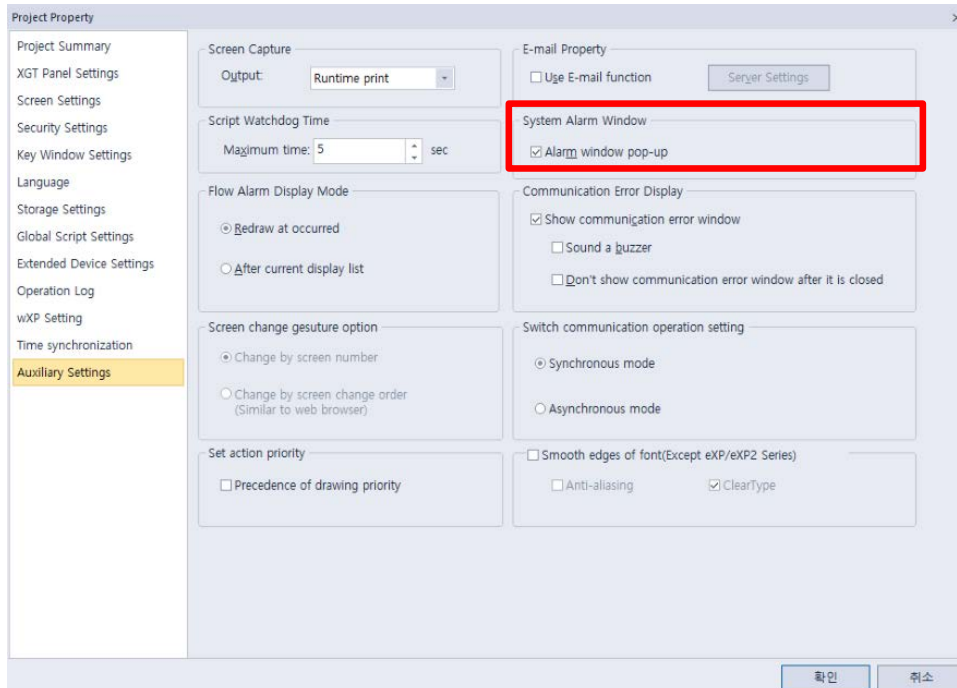 Project Property
Project Summary
XGT Panel Settings
Screen Settings
Security Settings
Key Window Settings
Language
Storage Settings
Global Script Settings
Extended Device Settings
Operation Log
wXP Setting
Time synchronization
Auxiliary Settings
Screen Capture
Output: Runtime print
Script Watchdog Time
Maximum time: 5 sec
Flow Alarm Display Mode
Redraw at occurred
After current display list
Screen change gesuture option
Change by screen number
Change by screen change order
(Similar to web browser)
Set action priority
Precedence of drawing priority
E-mail Property
Use E-mail function Server Settings
System Alarm Window
Alarm window pop-up
Communication Error Display
Show communication error window
Sound a buzzer
Don't show communication error window after it is closed
Switch communication operation setting
Synchronous mode
Asynchronous mode
Smooth edges of font(Except eXP/eXP2 Series)
Anti-aliasing ClearType
확인 취소